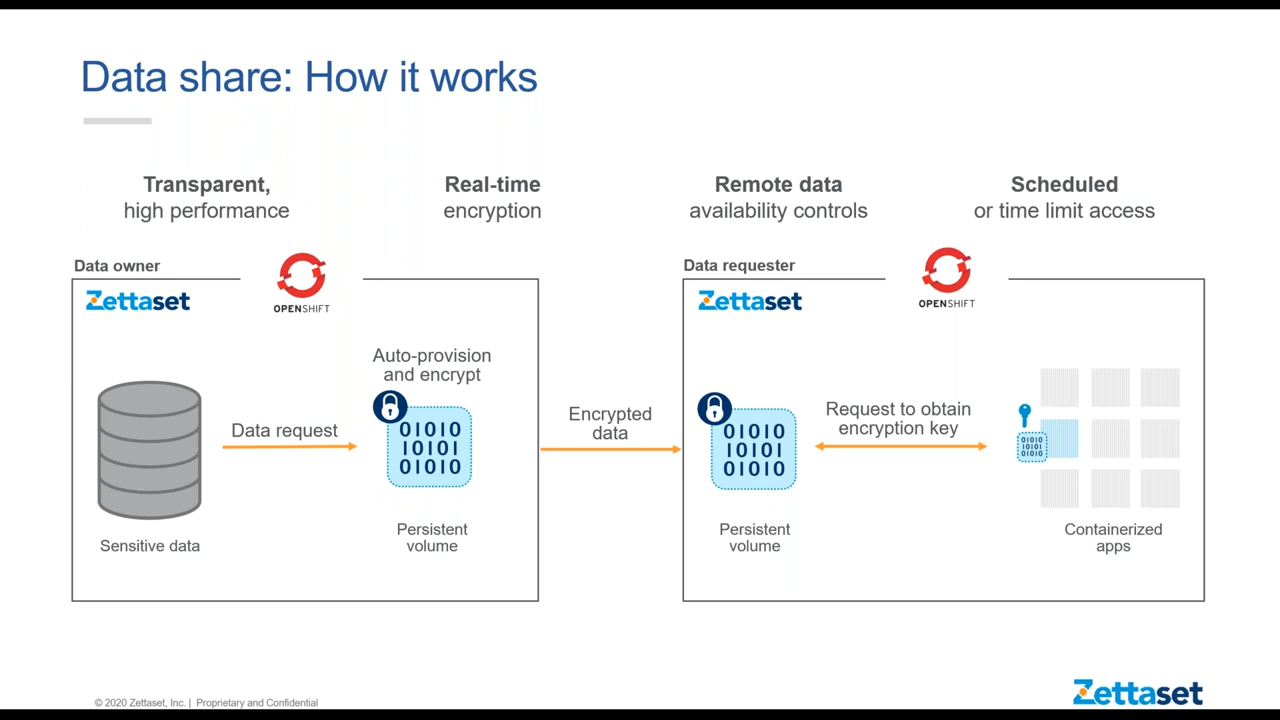 Data share: How it works
Transparent,
high performance
Real-time
encryption
Remote data
availability controls
Scheduled
or time limit access
Data owner
Zettaset
OPENSHIFT
Auto-provision
and encrypt
Data request
01010
10101
01010
Sensitive data
Persistent
volume
Encrypted
data
Data requester
Zettaset
OPENSHIFT
01010
10101
01010
Request to obtain
encryption key
01010
10101
01010
Persistent
volume
Containerized
apps
© 2020 Zettaset, Inc. | Proprietary and Confidential
Zettaset